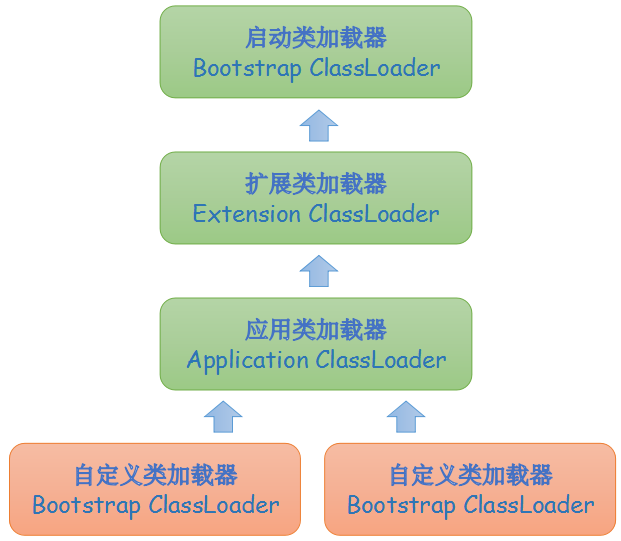 启动类加载器
Bootstrap ClassLoader
扩展类加载器
Extension ClassLoader
应用类加载器
Application ClassLoader
自定义类加载器
Bootstrap ClassLoader
自定义类加载器
Bootstrap ClassLoader